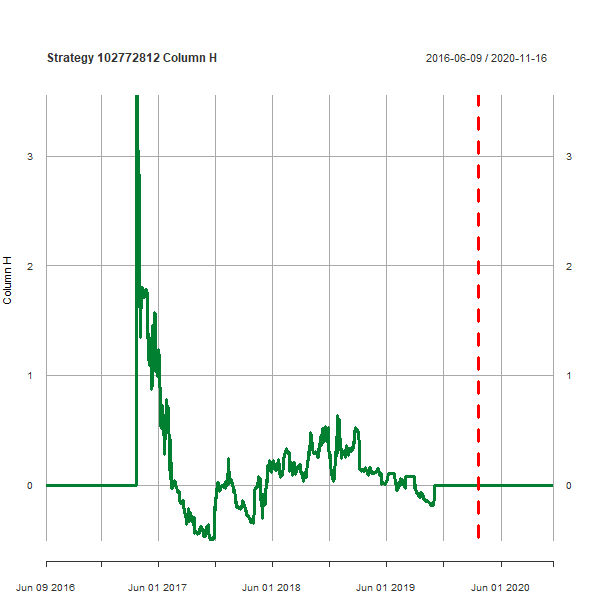 Strategy 102772812 Column H
2016-06-09 / 2020-11-16
3
3
2
2
1
1
0
0
Column H
Jun 09 2016
Jun 01 2017
Jun 01 2018
Jun 01 2019
Jun 01 2020